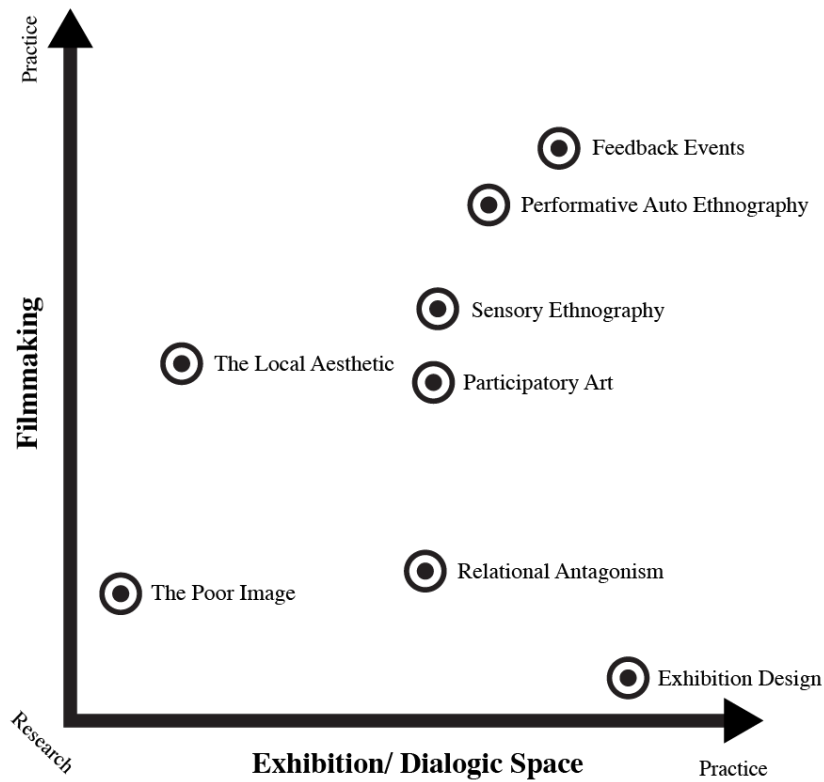 Practice
Feedback Events
Performative Auto Ethnography
Sensory Ethnography
Filmmaking
The Local Aesthetic
Participatory Art
Relational Antagonism
The Poor Image
Exhibition Design
Research
Exhibition/ Dialogic Space
Practice